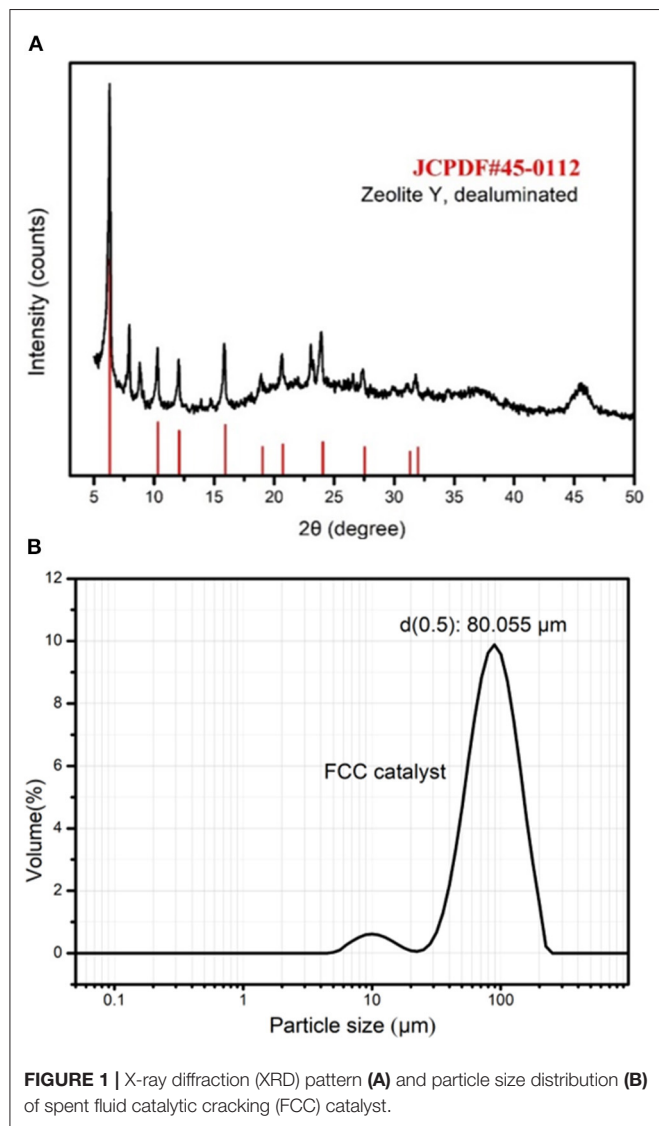 A
JCPDF#45-0112
Zeolite Y, dealuminated
Intensity (counts)
5 10 15 20 25 30 35 40 45 50
2θ (degree)
B
12
d(0.5): 80.055 μm
10
8
FCC catalyst
6
4
2
0
Volume(%)
0.1 1 10 100
Particle size (μm)
FIGURE 1 | X-ray diffraction (XRD) pattern (A) and particle size distribution (B)
of spent fluid catalytic cracking (FCC) catalyst.